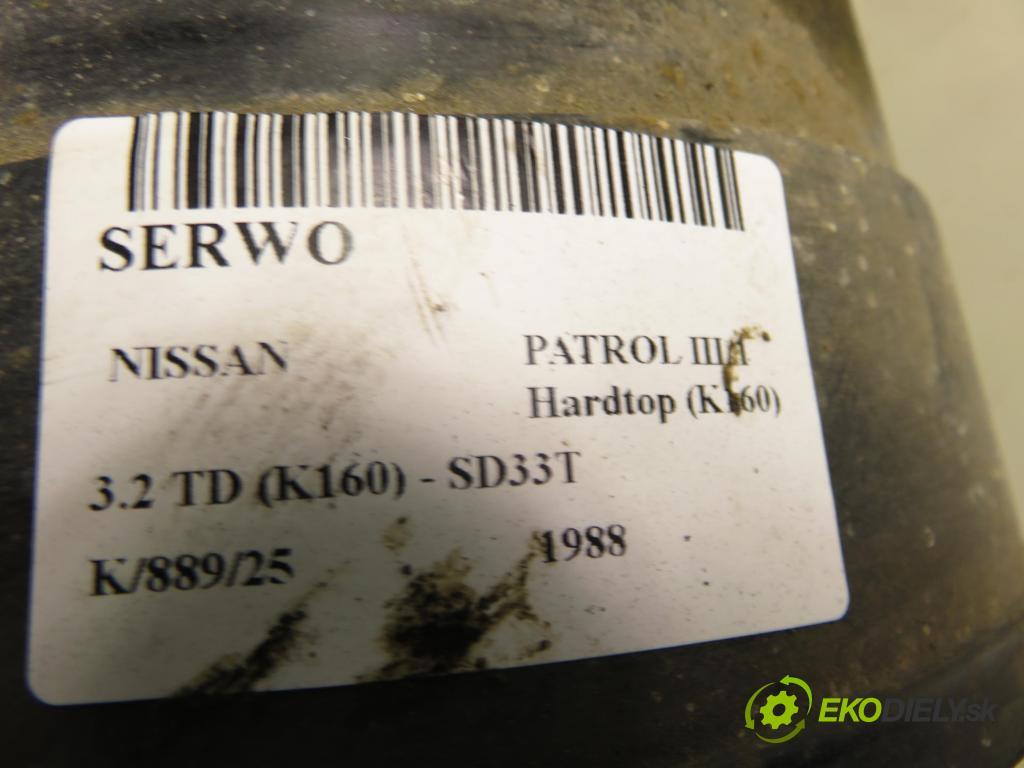 SERWO
NISSAN
PATROL III/1
Hardtop (K160)
3.2 TD (K160) - SD33T
K/889/25
1988
EKODIELY.sk